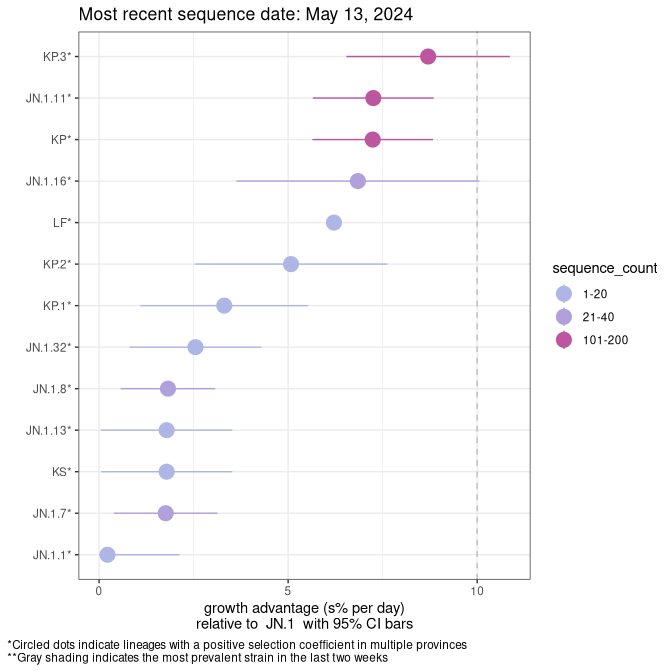 Most recent sequence date: May 13, 2024
KP.3*
JN.1.11*
KP*
JN.1.16*
LF*
KP.2*
KP.1*
JN.1.32*
JN.1.8*
JN.1.13*
KS*
JN.1.7*
JN.1.1*
0 5 10
growth advantage (s% per day)
relative to JN.1 with 95% CI bars
sequence_count
1-20
21-40
101-200
*Circled dots indicate lineages with a positive selection coefficient in multiple provinces
**Gray shading indicates the most prevalent strain in the last two weeks